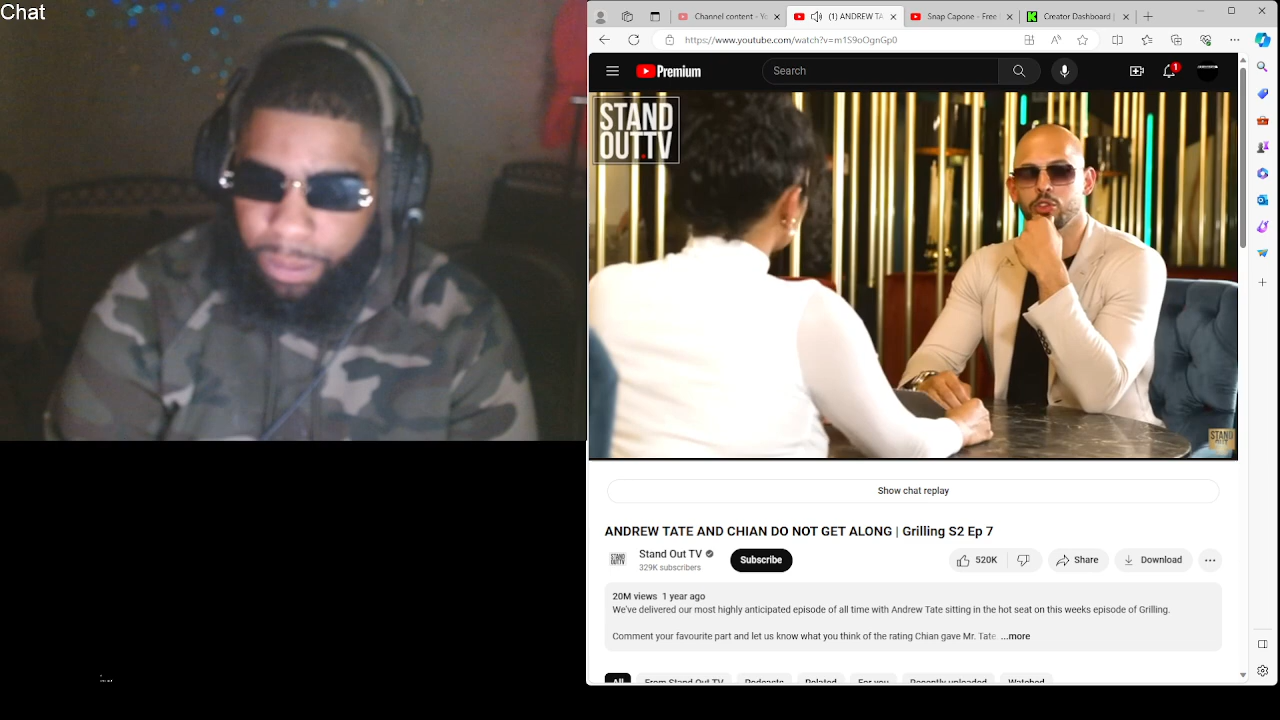 Chat
Channel content - Yo
(1) ANDREW TA
Snap Capone - Free
Creator Dashboard
https://www.youtube.com/watch?v=m1S9oOgnGp0
Premium
Search
1
STAND
OUT.TV
STAND
Show chat replay
ANDREW TATE AND CHIAN DO NOT GET ALONG | Grilling S2 Ep 7
Stand Out TV
329K subscribers
Subscribe
520K
Share
Download
20M views 1 year ago
We've delivered our most highly anticipated episode of all time with Andrew Tate sitting in the hot seat on this weeks episode of Grilling.
Comment your favourite part and let us know what you think of the rating Chian gave Mr. Tate ...more
All
From Stand Out TV
Podcasts
Related
For you
Recently uploaded
Watched